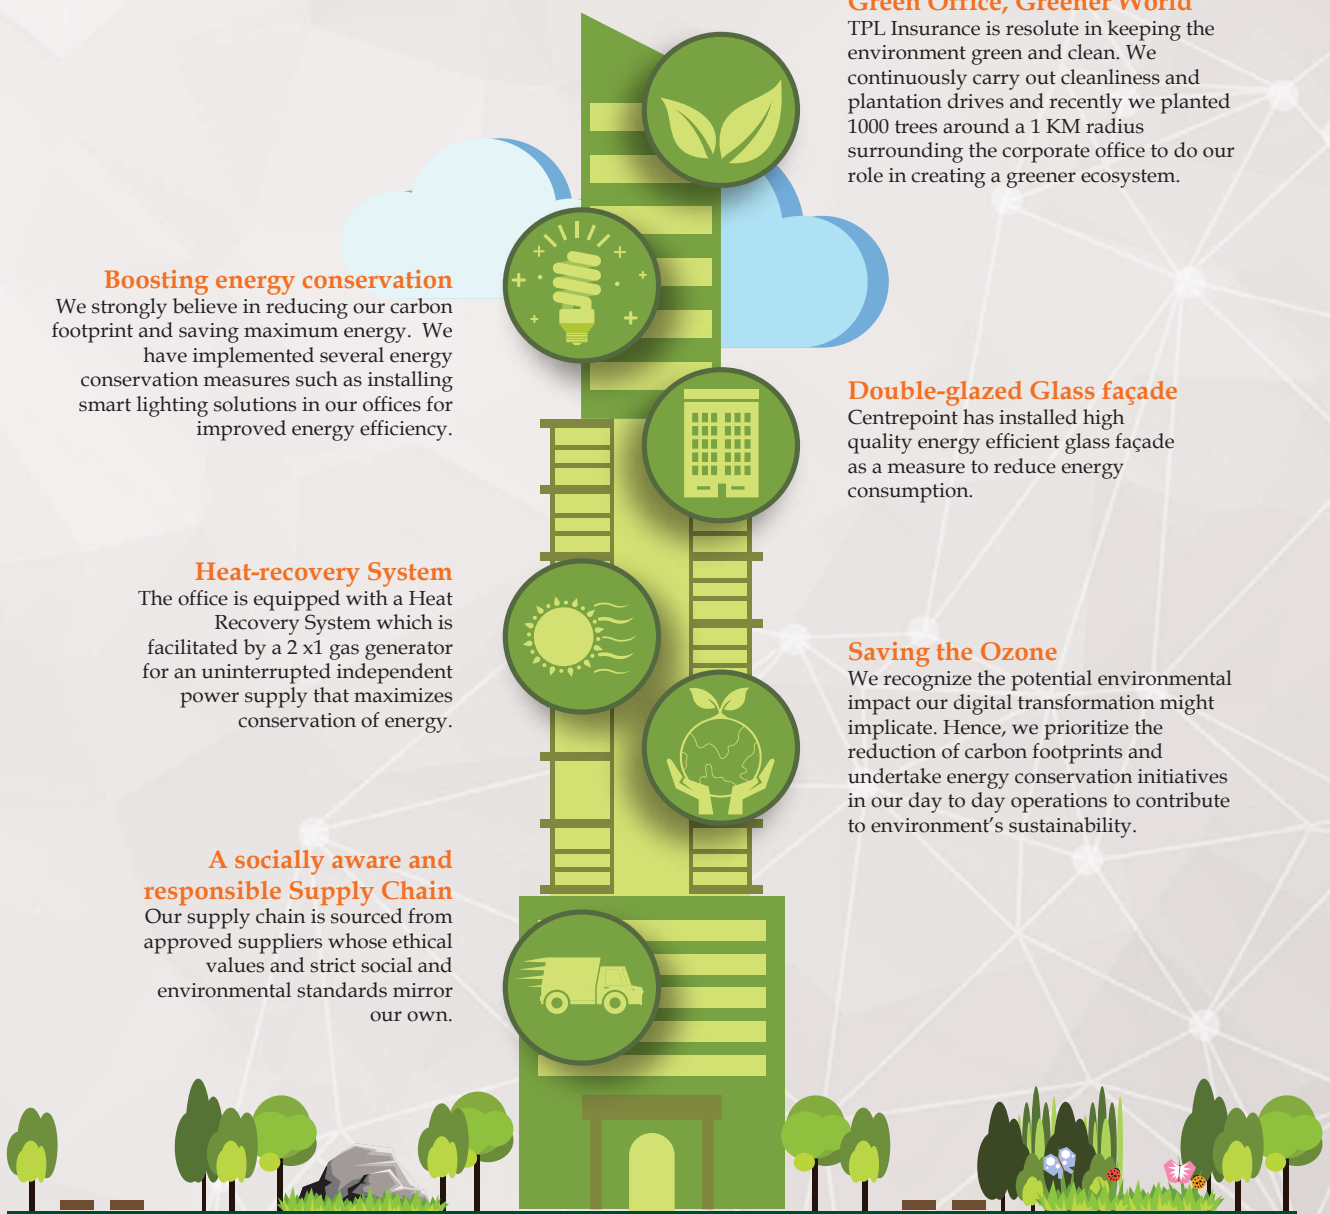 Green Office, Greener World
TPL Insurance is resolute in keeping the
environment green and clean. We
continuously carry out cleanliness and
plantation drives and recently we planted
1000 trees around a 1 KM radius
surrounding the corporate office to do our
role in creating a greener ecosystem.
Boosting energy conservation
We strongly believe in reducing our carbon
footprint and saving maximum energy.  We
have implemented several energy
conservation measures such as installing
smart lighting solutions in our offices for
improved energy efficiency.
Double-glazed Glass façade
Centrepoint has installed high
quality energy efficient glass façade
as a measure to reduce energy
consumption.
Heat-recovery System
The office is equipped with a Heat
Recovery System which is
facilitated by a 2 x1 gas generator
for an uninterrupted independent
power supply that maximizes
conservation of energy.
Saving the Ozone
We recognize the potential environmental
impact our digital transformation might
implicate. Hence, we prioritize the
reduction of carbon footprints and
undertake energy conservation initiatives
in our day to day operations to contribute
to environment's sustainability.
A socially aware and
responsible Supply Chain
Our supply chain is sourced from
approved suppliers whose ethical
values and strict social and
environmental standards mirror
our own.